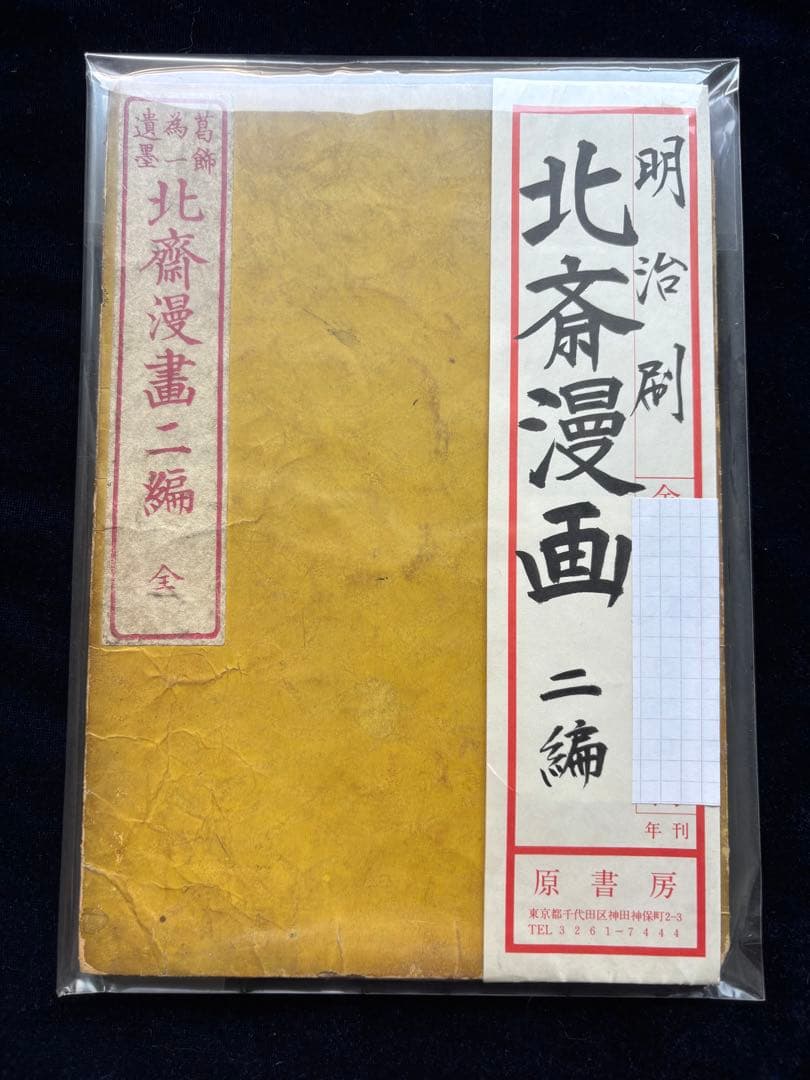 葛飾
為一
遺墨
北齋漫畫二編
全
明治刷
北斎漫画
二編
年刊
原書房
東京都千代田区神田神保町2-3
TEL 3261-7444